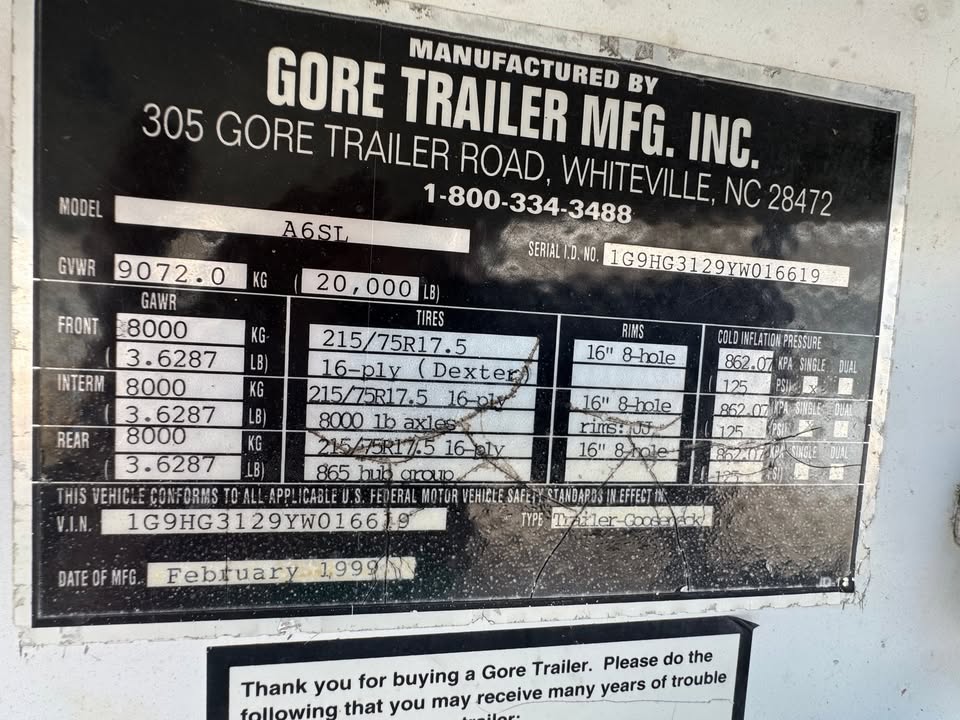 MANUFACTURED BY
GORE TRAILER MFG. INC.
305 GORE TRAILER ROAD, WHITEVILLE, NC 28472
1-800-334-3488
MODEL A6SL
SERIAL I.D. NO. 1G9HG3129YW016619
GVWR 9072.0 KG ( 20,000 LB)
GAWR TIRES RIMS COLD INFLATION PRESSURE
FRONT 8000 KG 215/75R17.5 16" 8-hole 862.07 KPA SINGLE DUAL
( 3.6287 LB) 16-ply (Dexter) ( 125 PSI) x
INTERM 8000 KG 215/75R17.5 16-ply 16" 8-hole 862.07 KPA SINGLE DUAL
( 3.6287 LB) 8000 lb axles rims: JJ ( 125 PSI)
REAR 8000 KG 215/75R17.5 16-ply 16" 8-hole 862.07 KPA SINGLE DUAL
( 3.6287 LB) 865 hub group 125
THIS VEHICLE CONFORMS TO ALL APPLICABLE U.S. FEDERAL MOTOR VEHICLE SAFETY STANDARDS IN EFFECT IN:
V.I.N. 1G9HG3129YW016619 TYPE Trailer-Gooseneck
DATE OF MFG. February 1999
Thank you for buying a Gore Trailer. Please do the
following that you may receive many years of trouble
trailer: